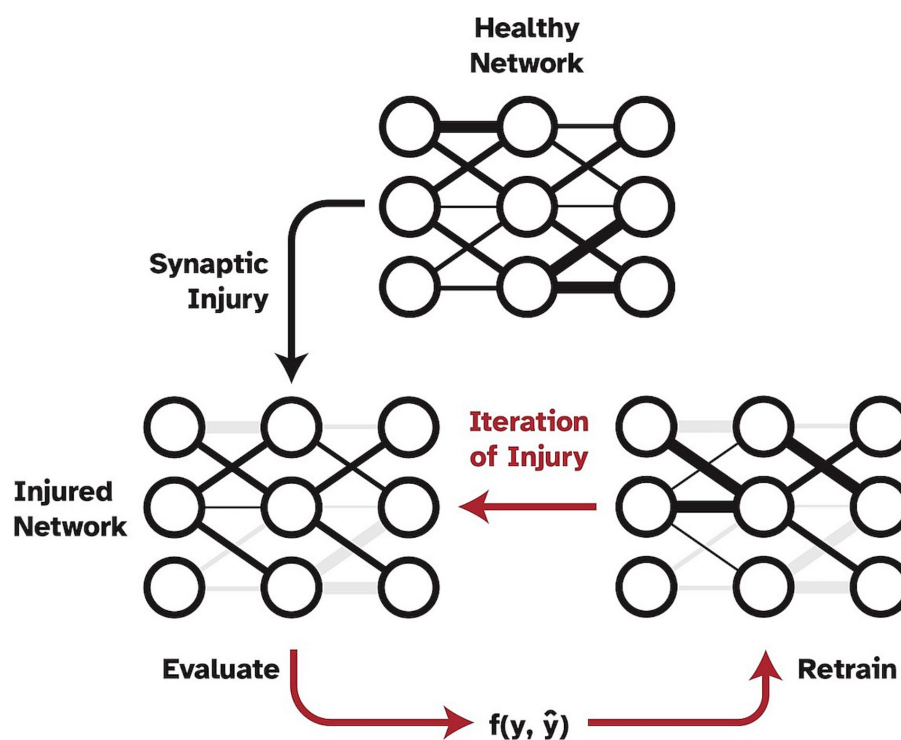 Healthy
Network
Synaptic
Injury
Iteration
of Injury
Injured
Network
Evaluate
Retrain
f(y, ŷ)